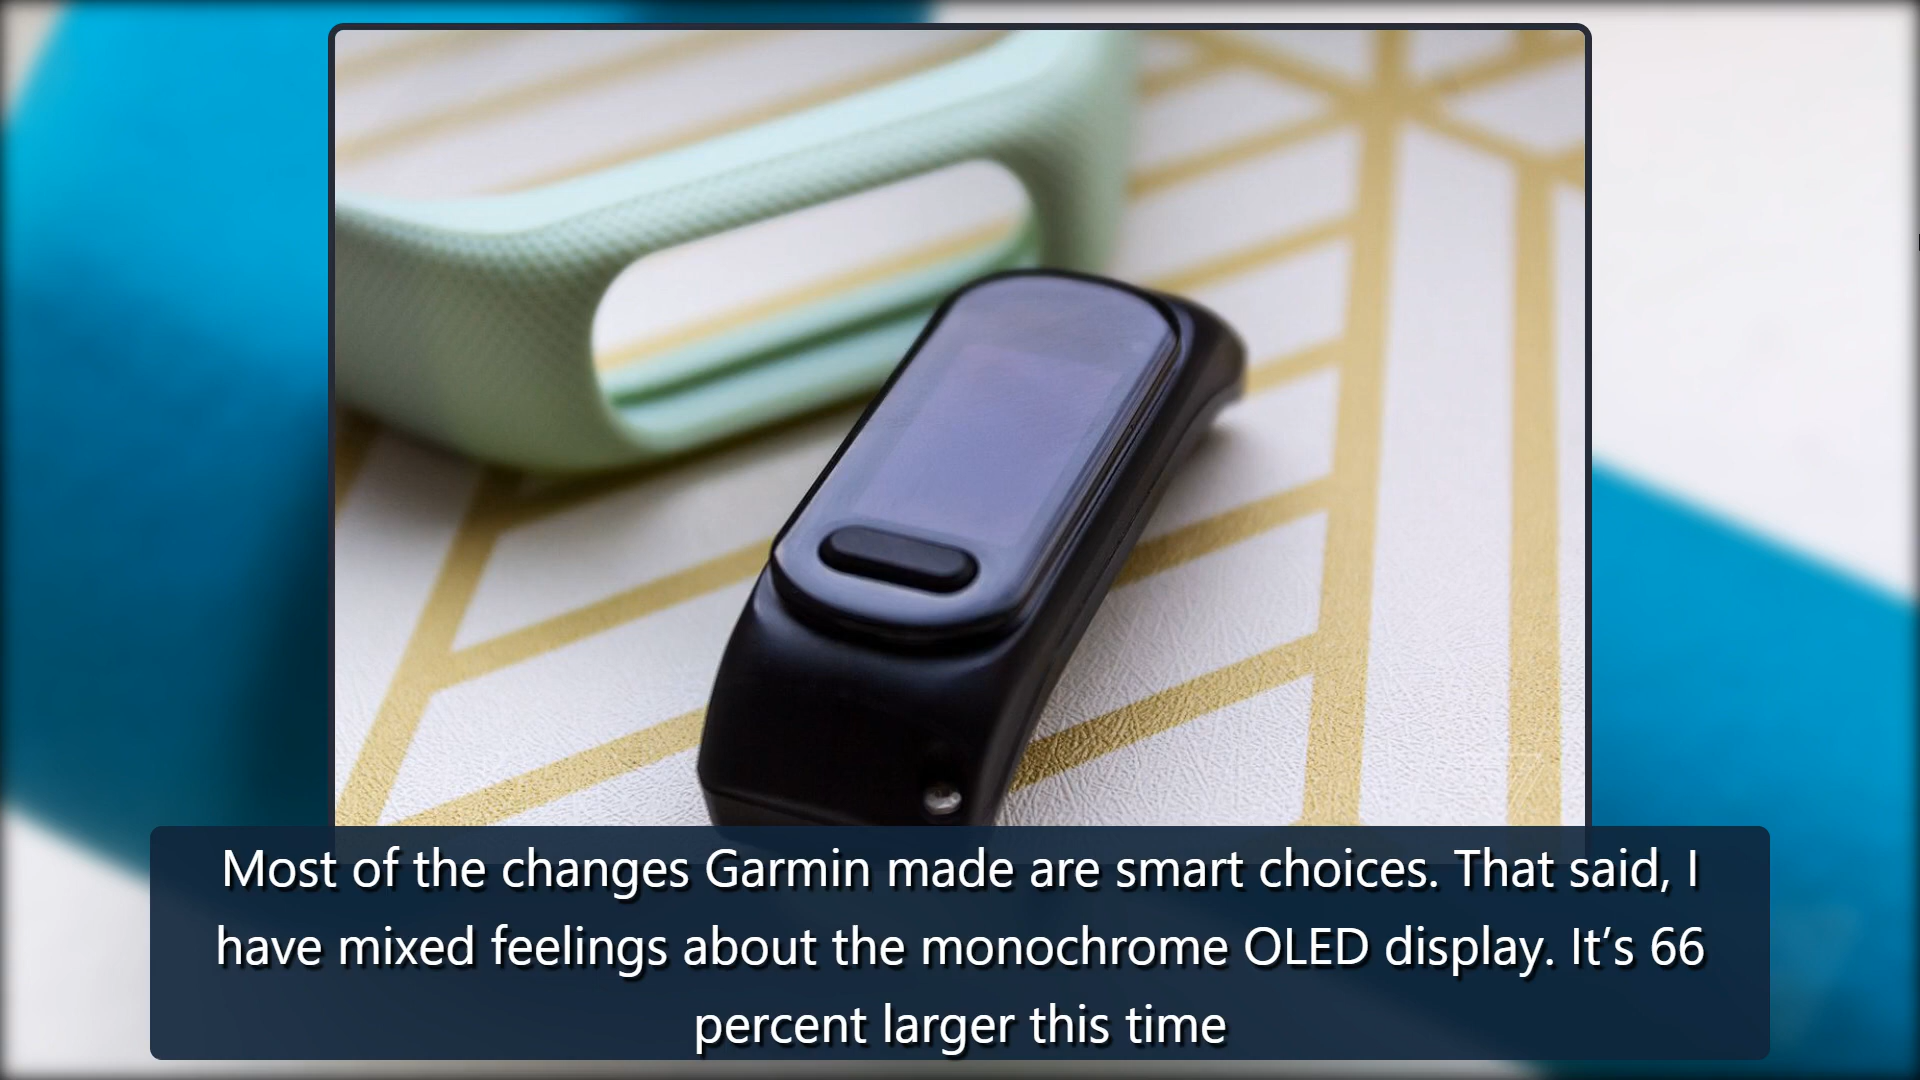 Most of the changes Garmin made are smart choices. That said, I
have mixed feelings about the monochrome OLED display. It’s 66
percent larger this time